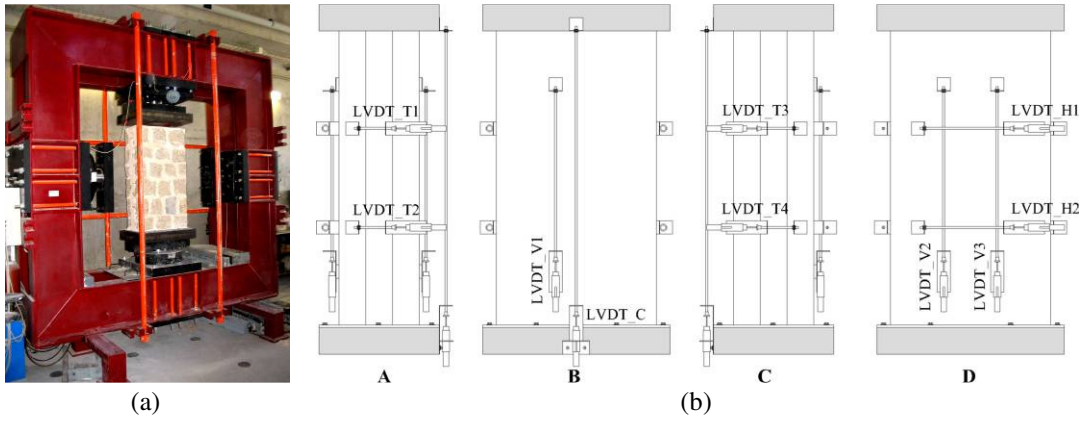 LVDT_T1
LVDT_T2
A
LVDT_V1
LVDT_C
B
LVDT_T3
LVDT_T4
C
LVDT_H1
LVDT_H2
LVDT_V2
LVDT_V3
D
(a)
(b)